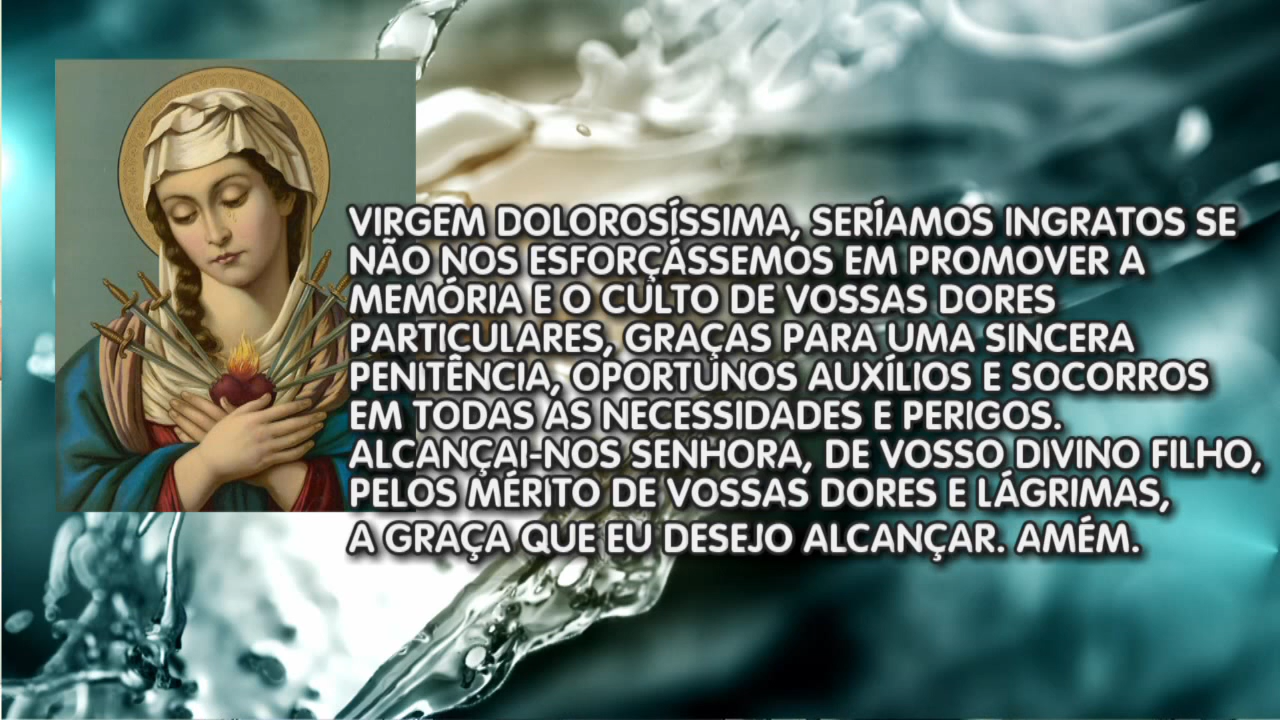 VIRGEM DOLOROSÍSSIMA, SERÍAMOS INGRATOS SE
NÃO NOS ESFORÇÁSSEMOS EM PROMOVER A
MEMÓRIA E O CULTO DE VOSSAS DORES
PARTICULARES, GRAÇAS PARA UMA SINCERA
PENITÊNCIA, OPORTUNOS AUXÍLIOS E SOCORROS
EM TODAS ÀS NECESSIDADES E PERIGOS.
ALCANÇAI-NOS SENHORA, DE VOSSO DIVINO FILHO,
PELOS MÉRITO DE VOSSAS DORES E LÁGRIMAS,
A GRAÇA QUE EU DESEJO ALCANÇAR. AMÉM.